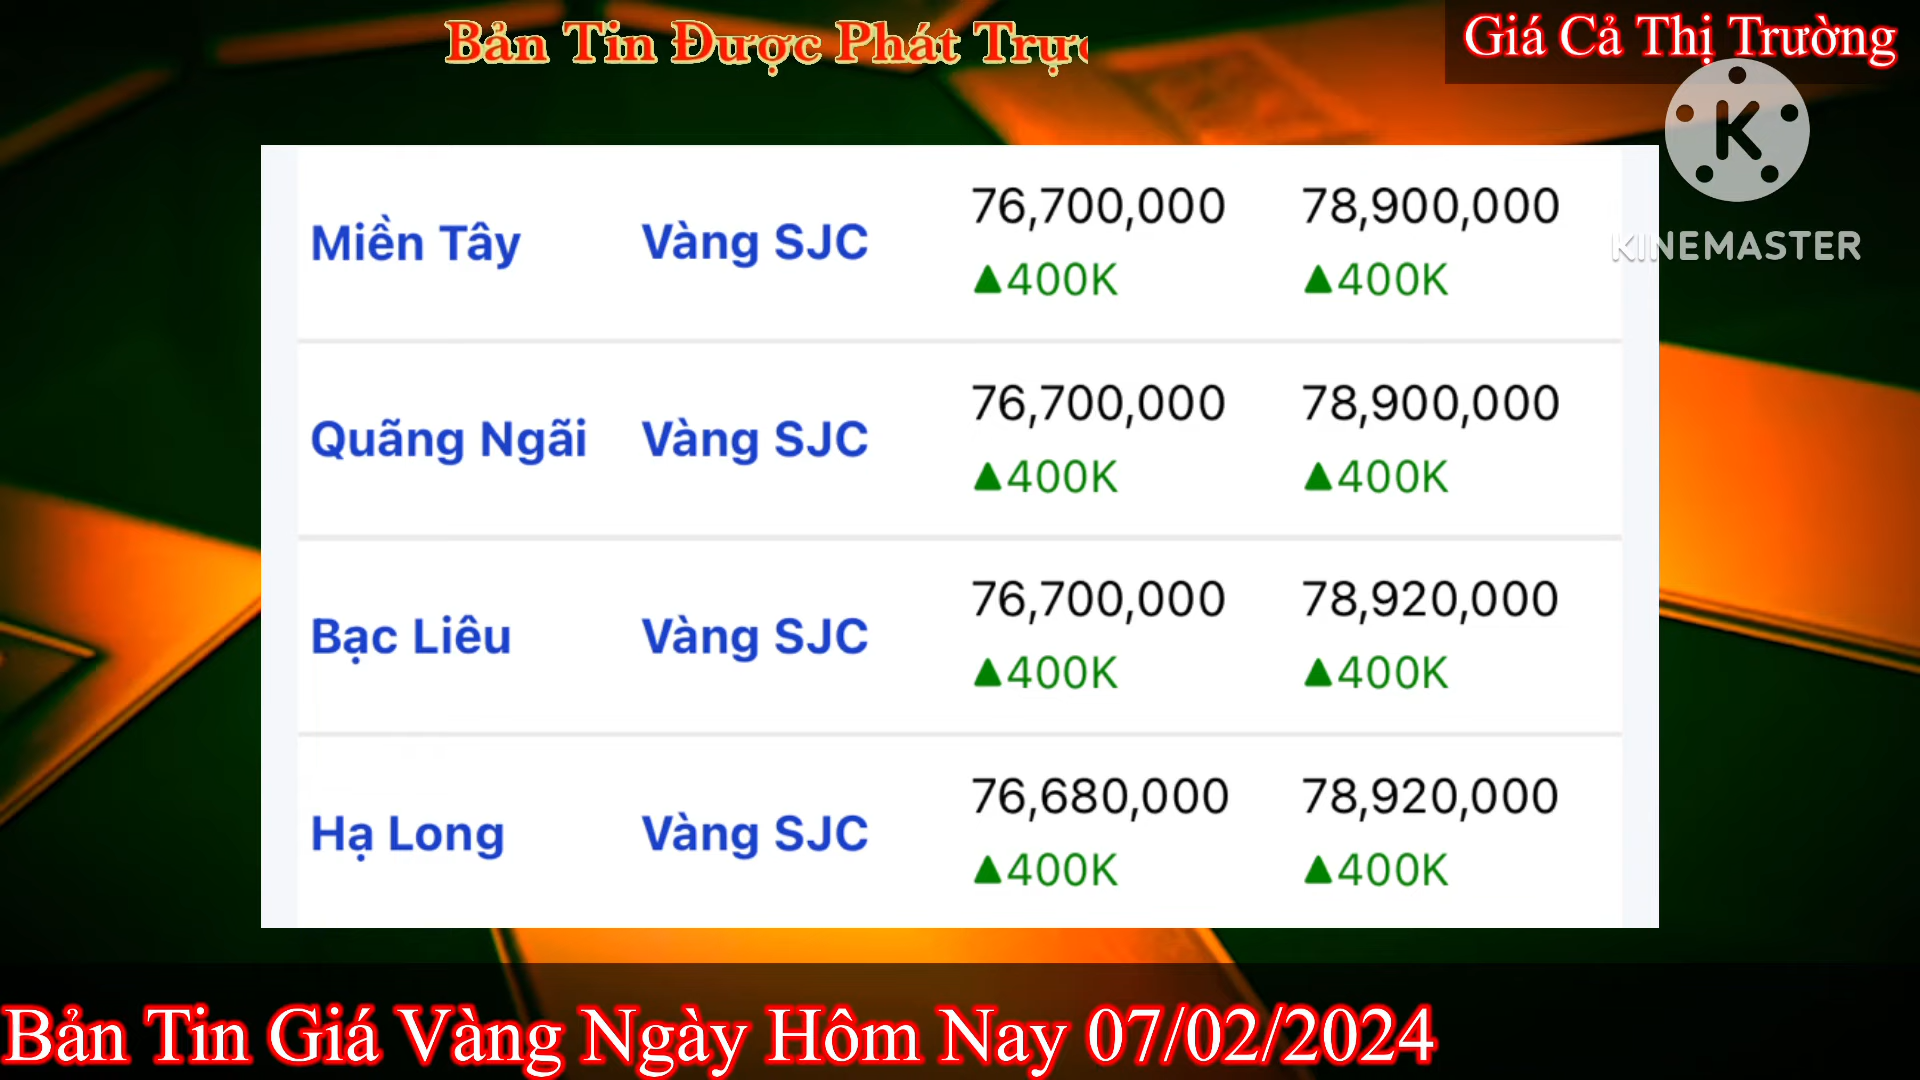 Bản Tin Được Phát Trực
Giá Cả Thị Trường
K
KINEMASTER
Miền Tây Vàng SJC 76,700,000 78,900,000
▲400K ▲400K
Quãng Ngãi Vàng SJC 76,700,000 78,900,000
▲400K ▲400K
Bạc Liêu Vàng SJC 76,700,000 78,920,000
▲400K ▲400K
Hạ Long Vàng SJC 76,680,000 78,920,000
▲400K ▲400K
Bản Tin Giá Vàng Ngày Hôm Nay 07/02/2024